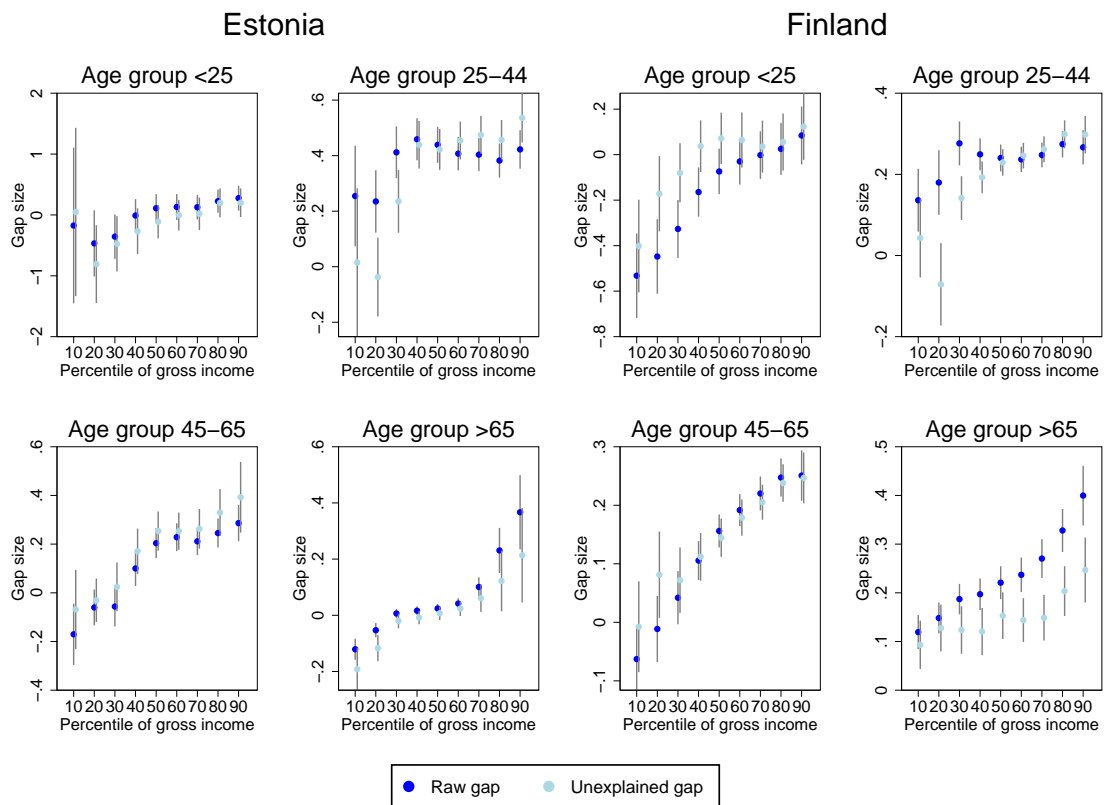 Estonia
Finland
Age group <25
Age group 25−44
Age group <25
Age group 25−44
Gap size
2
1
0
−1
−2
10 20 30 40 50 60 70 80 90
Percentile of gross income
Gap size
.6
.4
.2
0
−.2
10 20 30 40 50 60 70 80 90
Percentile of gross income
Gap size
.2
0
−.2
−.4
−.6
−.8
10 20 30 40 50 60 70 80 90
Percentile of gross income
Gap size
.4
.2
0
−.2
10 20 30 40 50 60 70 80 90
Percentile of gross income
Age group 45−65
Age group >65
Age group 45−65
Age group >65
Gap size
.6
.4
.2
0
−.2
−.4
10 20 30 40 50 60 70 80 90
Percentile of gross income
Gap size
.6
.4
.2
0
−.2
10 20 30 40 50 60 70 80 90
Percentile of gross income
Gap size
.3
.2
.1
0
−.1
10 20 30 40 50 60 70 80 90
Percentile of gross income
Gap size
.5
.4
.3
.2
.1
0
10 20 30 40 50 60 70 80 90
Percentile of gross income
Raw gap
Unexplained gap